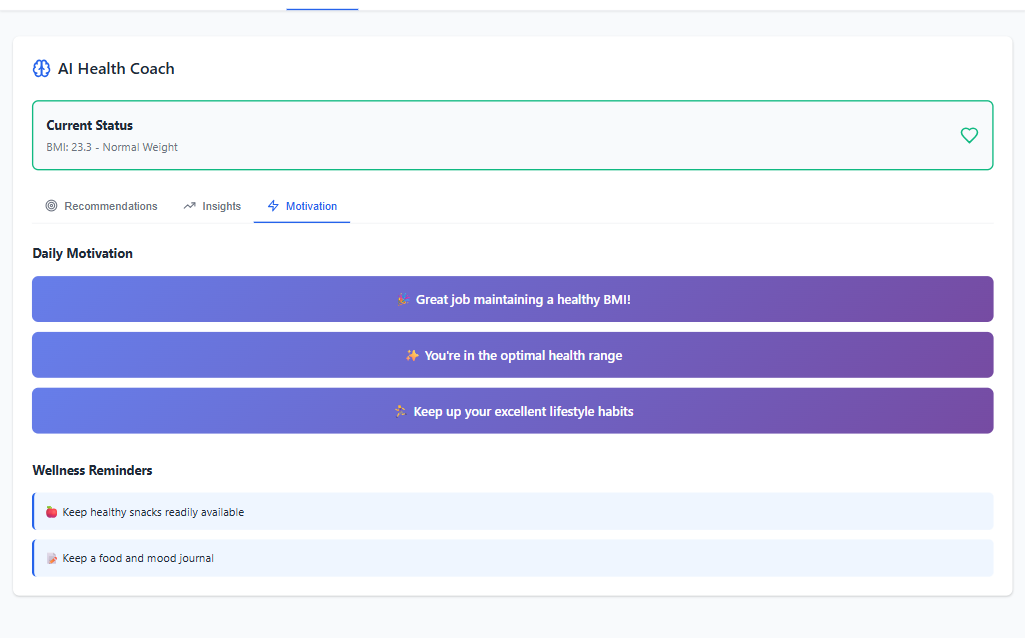 AI Health Coach
Current Status
BMI: 23.3 - Normal Weight
Recommendations Insights Motivation
Daily Motivation
🎉 Great job maintaining a healthy BMI!
✨ You're in the optimal health range
💫 Keep up your excellent lifestyle habits
Wellness Reminders
🍎 Keep healthy snacks readily available
📝 Keep a food and mood journal